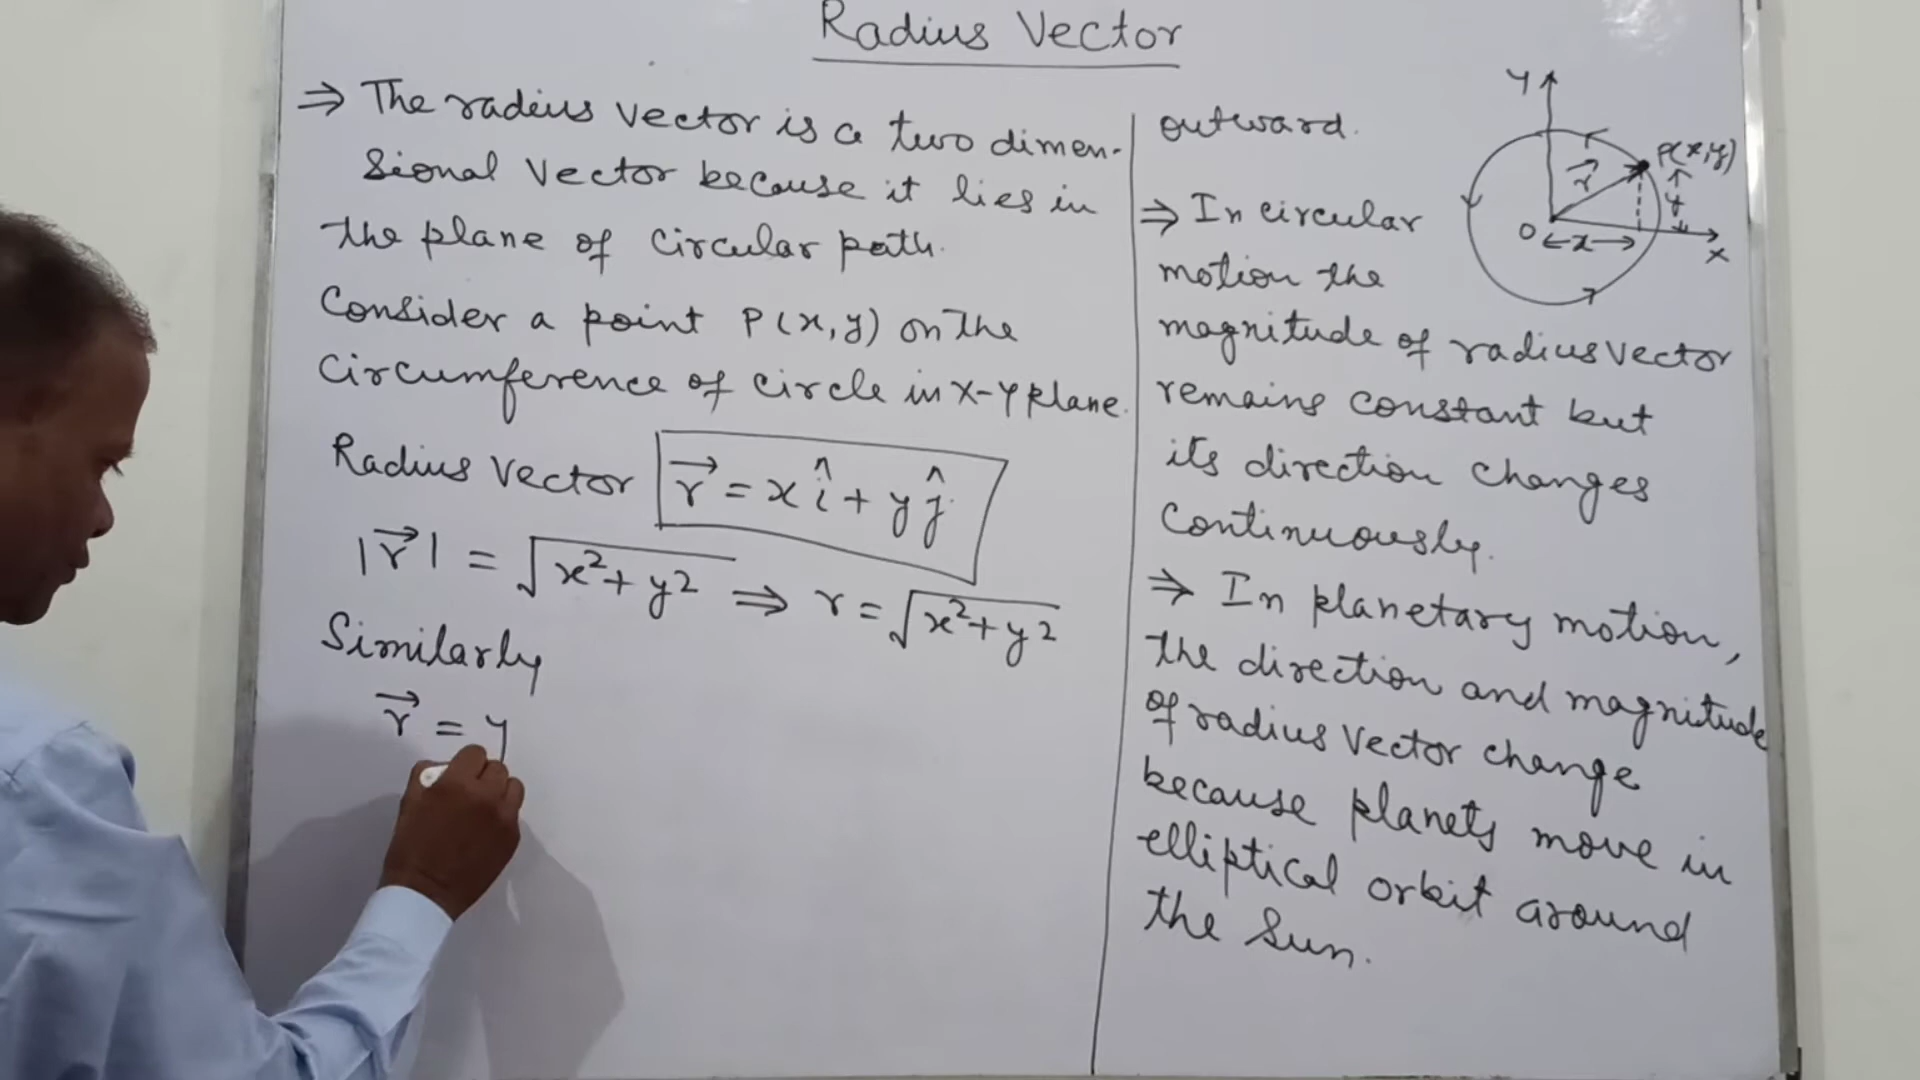 Radius Vector
⇒ The radius vector is a two dimen-
sional vector because it lies in
the plane of circular path.
Consider a point P(x,y) on the
circumference of circle in X-Y plane.
Radius vector r⃗ = x î + y ĵ
|r⃗| = √x²+y² ⇒ r = √x²+y²
Similarly
r⃗ = y
outward.
⇒ In circular
motion the
magnitude of radius vector
remains constant but
its direction changes
continuously.
⇒ In planetary motion,
the direction and magnitude
of radius vector change
because planets move in
elliptical orbit around
the Sun.
Y
P(x,y)
r⃗
y
O
←x→
X